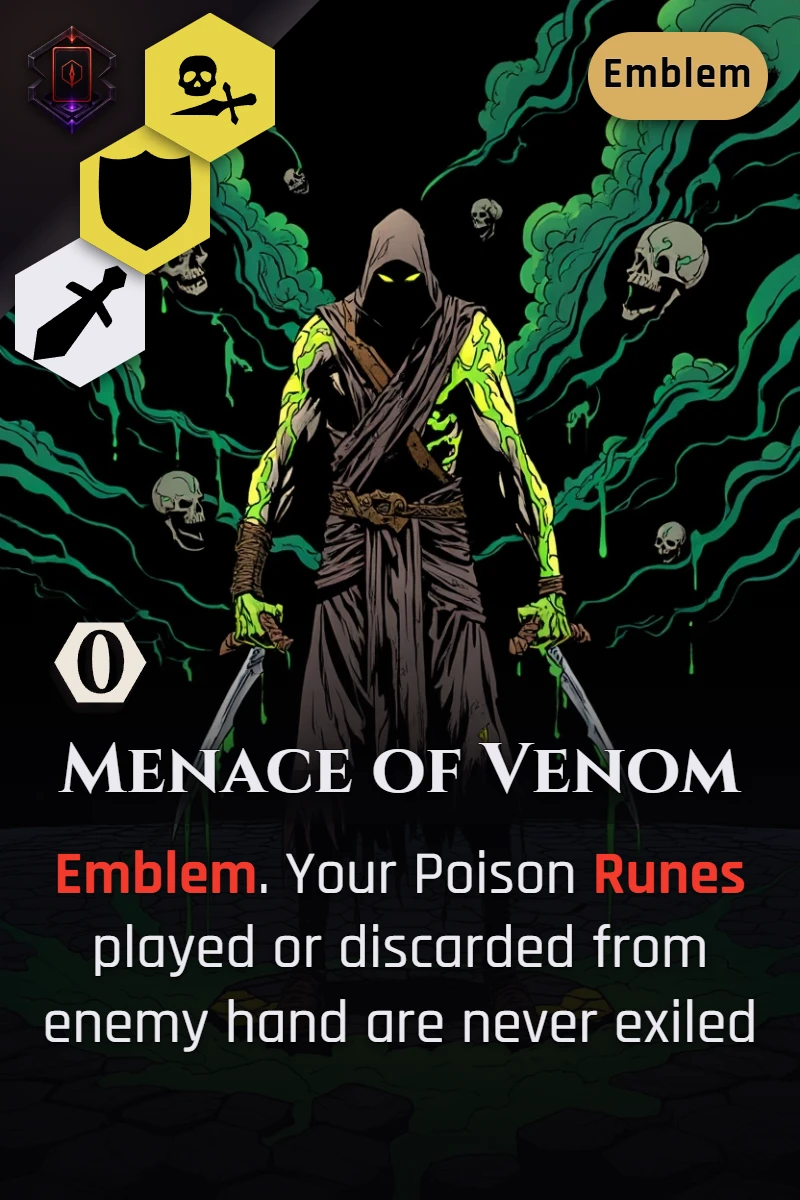 Emblem
0
Menace of Venom
Emblem. Your Poison Runes
played or discarded from
enemy hand are never exiled